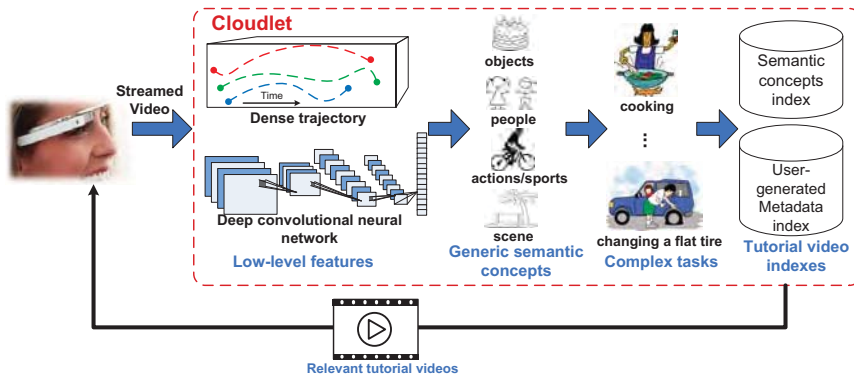 Cloudlet
Streamed
Video
Time
Dense trajectory
Deep convolutional neural
network
Low-level features
objects
people
actions/sports
scene
Generic semantic
concepts
cooking
...
changing a flat tire
Complex tasks
Semantic
concepts
index
User-
generated
Metadata
index
Tutorial video
indexes
Relevant tutorial videos